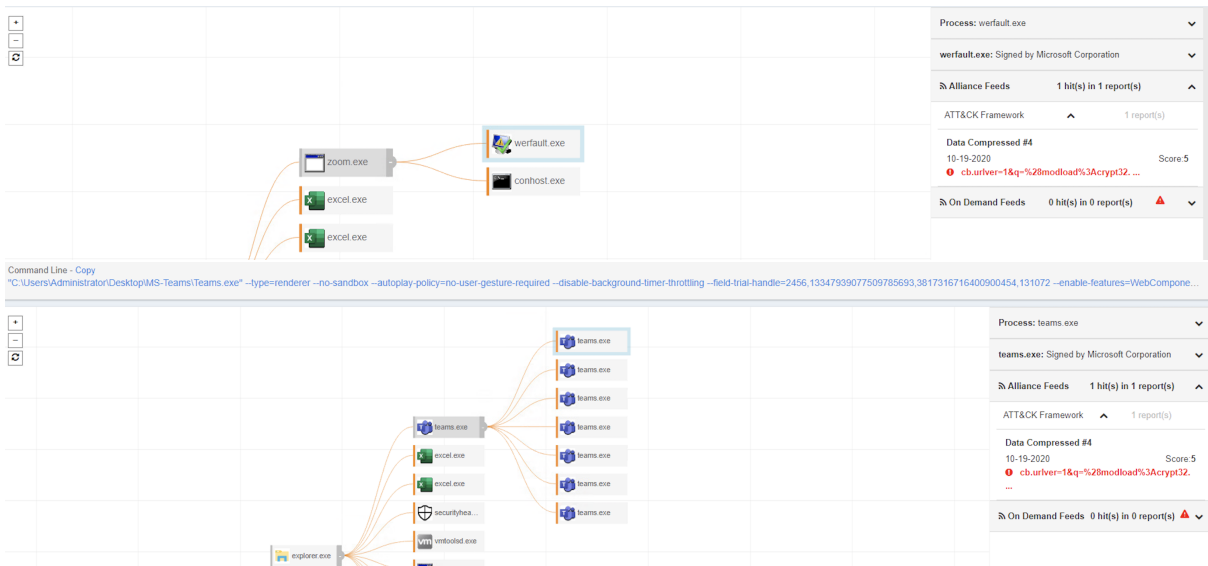 Process: werfault.exe
werfault.exe: Signed by Microsoft Corporation
Alliance Feeds 1 hit(s) in 1 report(s)
ATT&CK Framework 1 report(s)
Data Compressed #4
10-19-2020 Score:5
cb.urlver=1&q=%28modload%3Acrypt32. ...
On Demand Feeds 0 hit(s) in 0 report(s)
zoom.exe
werfault.exe
conhost.exe
excel.exe
excel.exe
Command Line - Copy
"C:\Users\Administrator\Desktop\MS-Teams\Teams.exe" --type=renderer --no-sandbox --autoplay-policy=no-user-gesture-required --disable-background-timer-throttling --field-trial-handle=2456,13347939077509785693,3817316716400900454,131072 --enable-features=WebCompone...
Process: teams.exe
teams.exe: Signed by Microsoft Corporation
Alliance Feeds 1 hit(s) in 1 report(s)
ATT&CK Framework 1 report(s)
Data Compressed #4
10-19-2020 Score:5
cb.urlver=1&q=%28modload%3Acrypt32.
...
On Demand Feeds 0 hit(s) in 0 report(s)
teams.exe
teams.exe
teams.exe
teams.exe
teams.exe
teams.exe
teams.exe
teams.exe
excel.exe
excel.exe
securityhea...
vmtoolsd.exe
explorer.exe